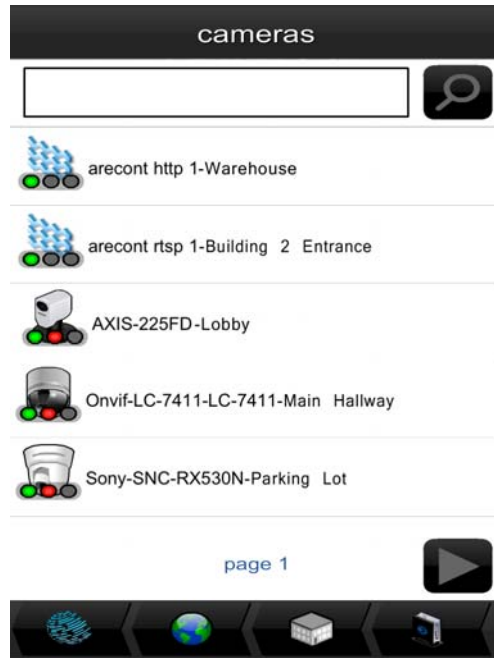 cameras
arecont http 1-Warehouse
arecont rtsp 1-Building 2 Entrance
AXIS-225FD-Lobby
Onvif-LC-7411-LC-7411-Main Hallway
Sony-SNC-RX530N-Parking Lot
page 1